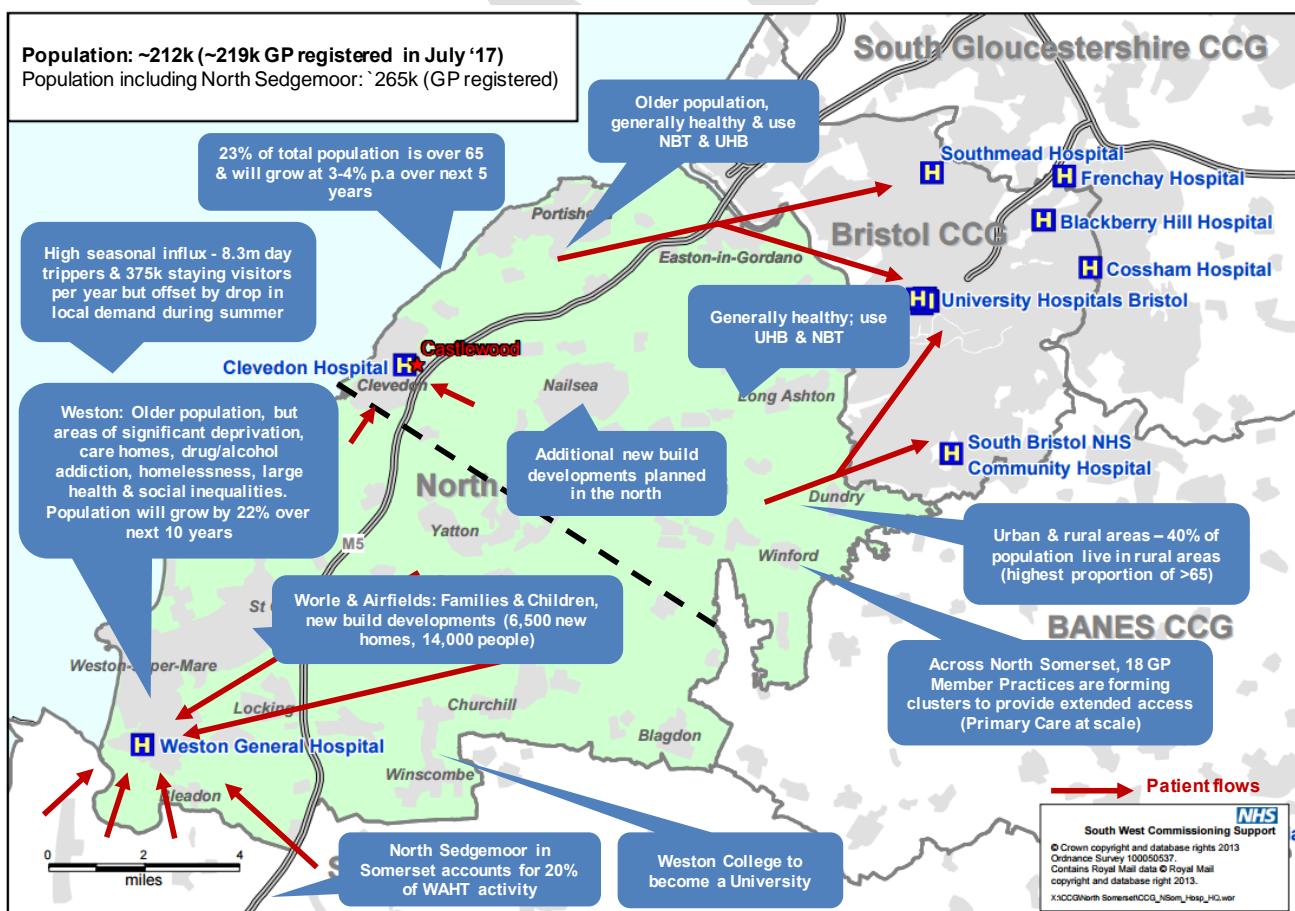 Population: ~212k (~219k GP registered in July ‘17)
Population including North Sedgemoor: `265k (GP registered)
South Gloucestershire CCG
Older population,
generally healthy & use
NBT & UHB
23% of total population is over 65
& will grow at 3-4% p.a over next 5
years
Southmead Hospital
Frenchay Hospital
Blackberry Hill Hospital
Bristol CCG
Cossham Hospital
University Hospitals Bristol
Portishead
Easton-in-Gordano
High seasonal influx - 8.3m day
trippers & 375k staying visitors
per year but offset by drop in
local demand during summer
Generally healthy; use
UHB & NBT
Castlewood
Clevedon Hospital
Clevedon
Nailsea
Long Ashton
Weston: Older population, but
areas of significant deprivation,
care homes, drug/alcohol
addiction, homelessness, large
health & social inequalities.
Population will grow by 22% over
next 10 years
Additional new build
developments planned
in the north
South Bristol NHS
Community Hospital
North
Dundry
Yatton
M5
Winford
Urban & rural areas – 40% of
population live in rural areas
(highest proportion of >65)
Worle & Airfields: Families & Children,
new build developments (6,500 new
homes, 14,000 people)
St
BANES CCG
Weston-super-Mare
Locking
Churchill
Across North Somerset, 18 GP
Member Practices are forming
clusters to provide extended access
(Primary Care at scale)
Weston General Hospital
Blagdon
Winscombe
Bleadon
Patient flows
0 2 4
miles
North Sedgemoor in
Somerset accounts for 20%
of WAHT activity
Weston College to
become a University
NHS
South West Commissioning Support
© Crown copyright and database rights 2013
Ordnance Survey 100050537.
Contains Royal Mail data © Royal Mail
copyright and database right 2013.
X:\CCG\North Somerset\CCG_NSom_Hosp_HQ.wor